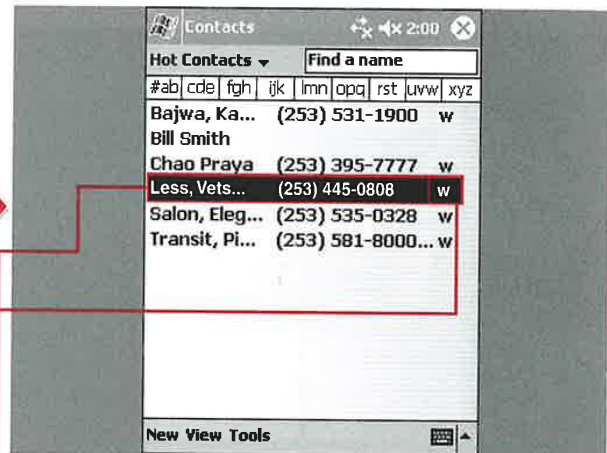 Contacts 2:00
Hot Contacts Find a name
#ab cde fgh ijk lmn opq rst uvw xyz
Bajwa, Ka... (253) 531-1900 w
Bill Smith
Chao Praya (253) 395-7777 w
Less, Vets... (253) 445-0808 w
Salon, Eleg... (253) 535-0328 w
Transit, Pi... (253) 581-8000... w
New View Tools